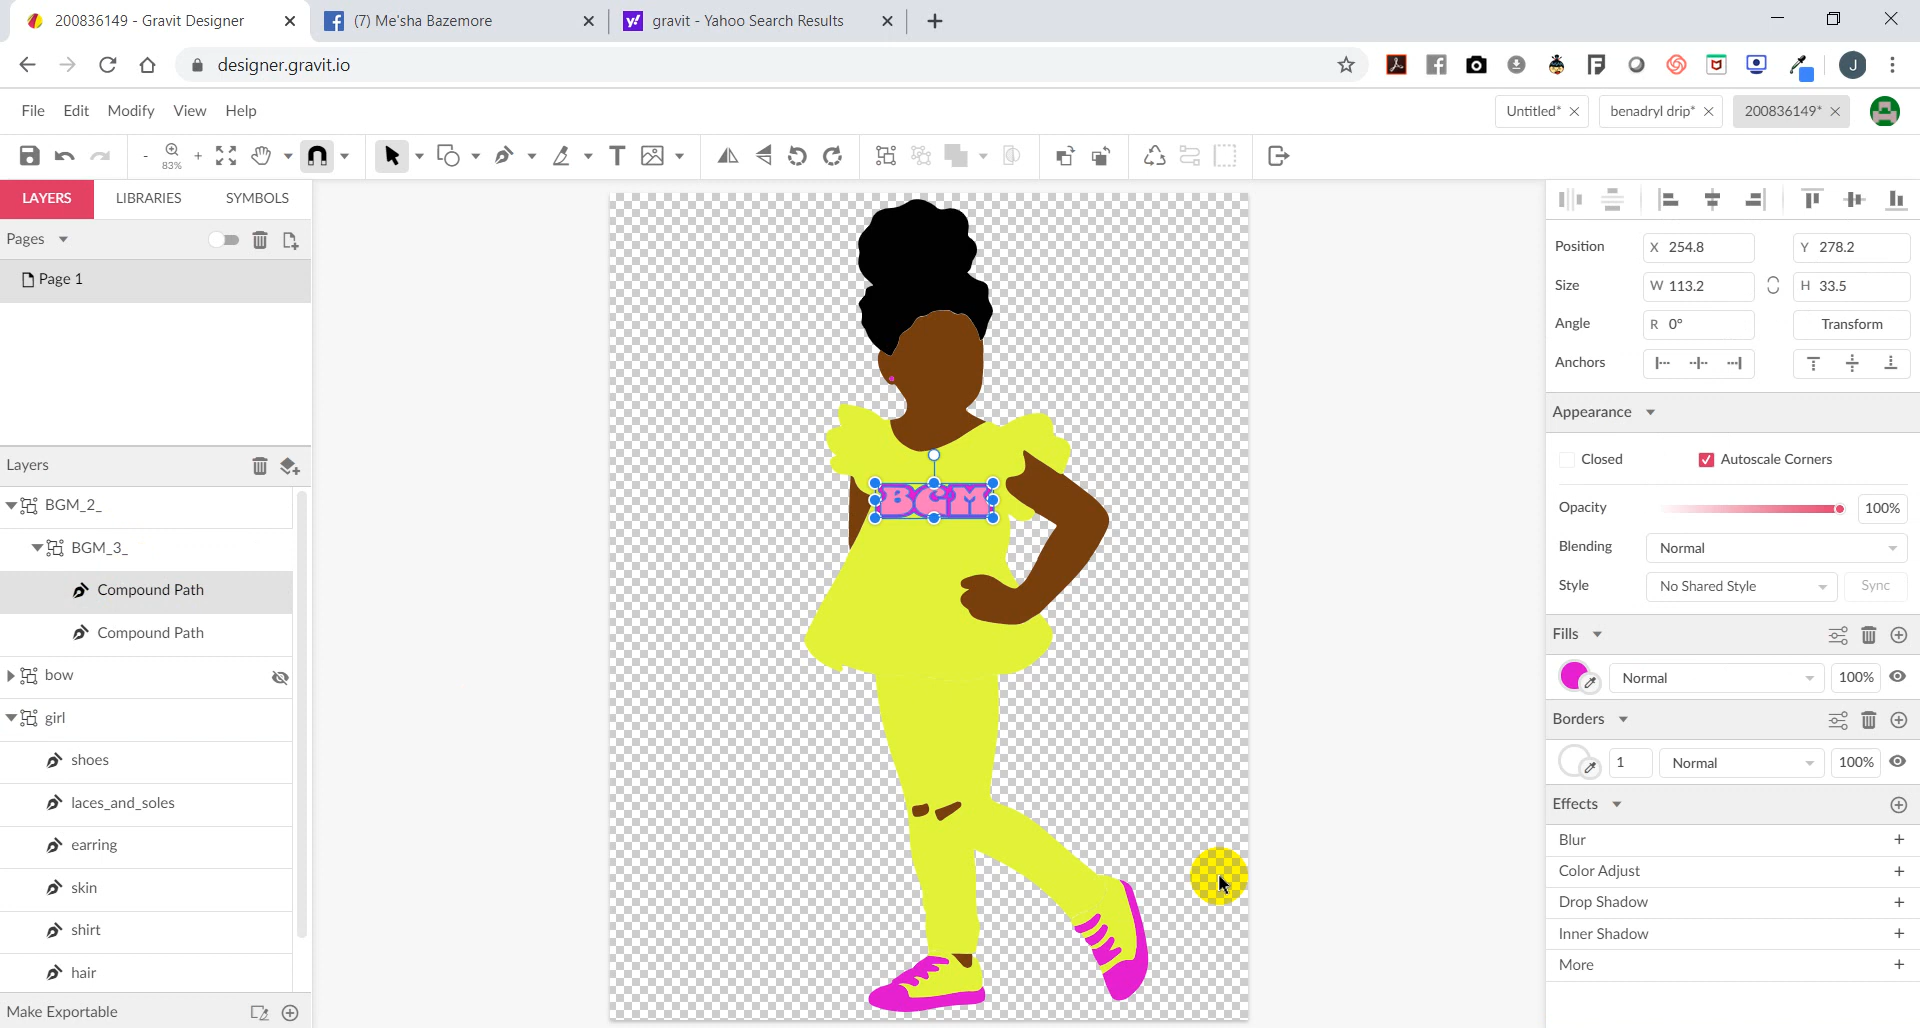 200836149 - Gravit Designer
(7) Me'sha Bazemore
gravit - Yahoo Search Results
designer.gravit.io
J
File Edit Modify View Help
Untitled* benadryl drip* 200836149*
- 83% +
LAYERS LIBRARIES SYMBOLS
Pages
Page 1
Layers
BGM_2_
BGM_3_
Compound Path
Compound Path
bow
girl
shoes
laces_and_soles
earring
skin
shirt
hair
Make Exportable
BGM
Position X 254.8 Y 278.2
Size W 113.2 H 33.5
Angle R 0° Transform
Anchors
Appearance
Closed Autoscale Corners
Opacity 100%
Blending Normal
Style No Shared Style Sync
Fills
Normal 100%
Borders
1 Normal 100%
Effects
Blur +
Color Adjust +
Drop Shadow +
Inner Shadow +
More +